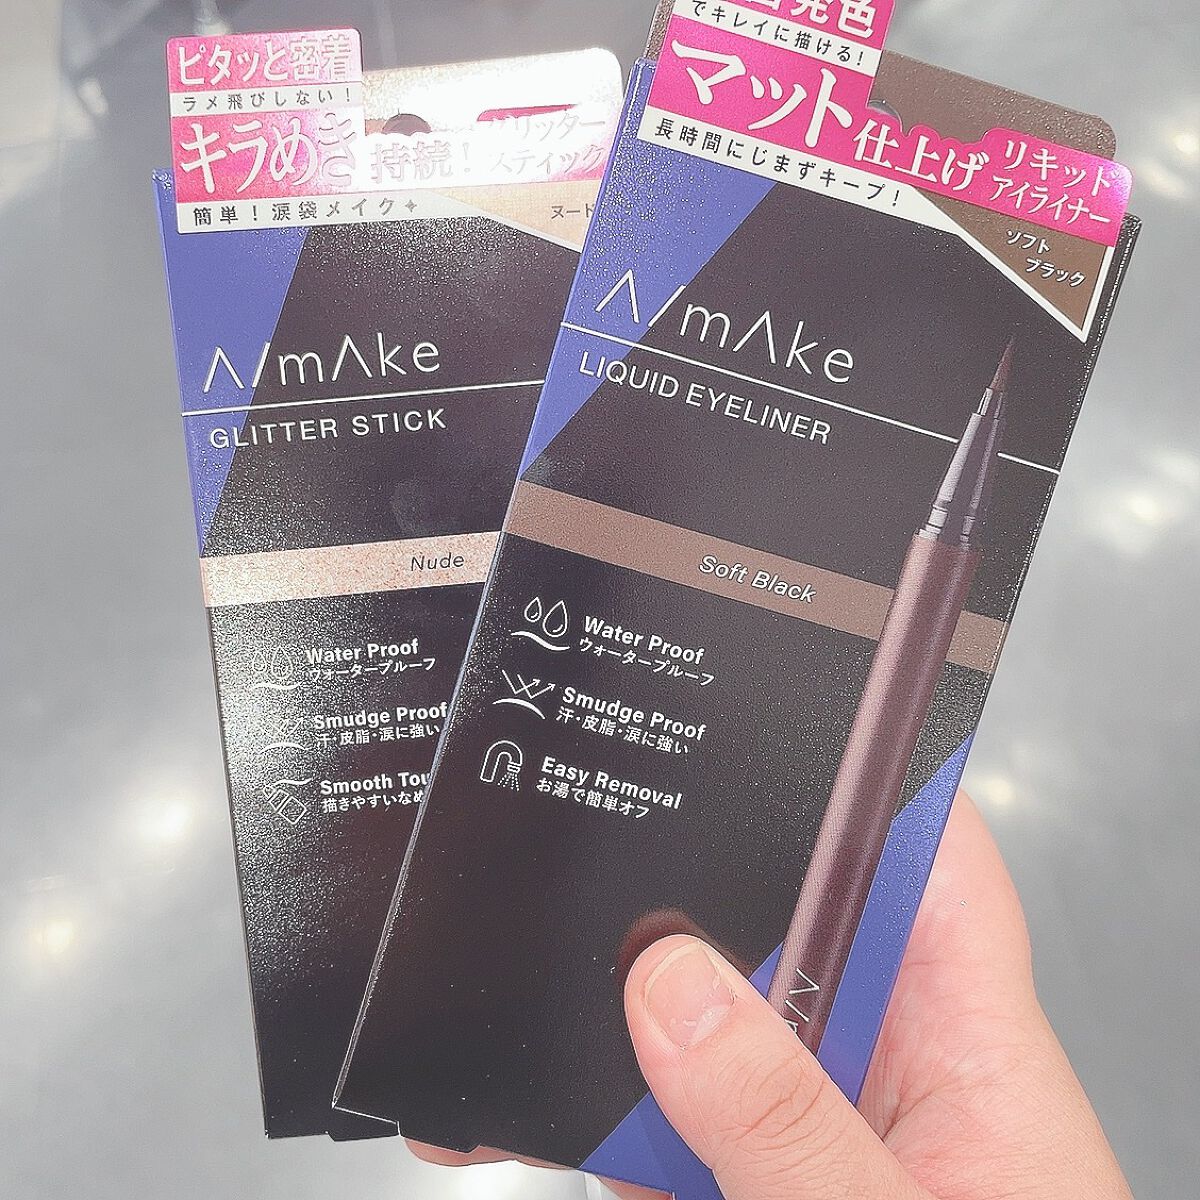 ピタッと密着
ラメ飛びしない！
キラめき持続！
グリッター
スティック
簡単！涙袋メイク✦
ヌード
A/mAke
GLITTER STICK
Nude
Water Proof
ウォータープルーフ
Smudge Proof
汗・皮脂・涙に強い
Smooth Tou
描きやすいなめ
発色
でキレイに描ける！
マット仕上げ
リキッド
アイライナー
長時間にじまずキープ！
ソフト
ブラック
A/mAke
LIQUID EYELINER
Soft Black
Water Proof
ウォータープルーフ
Smudge Proof
汗・皮脂・涙に強い
Easy Removal
お湯で簡単オフ